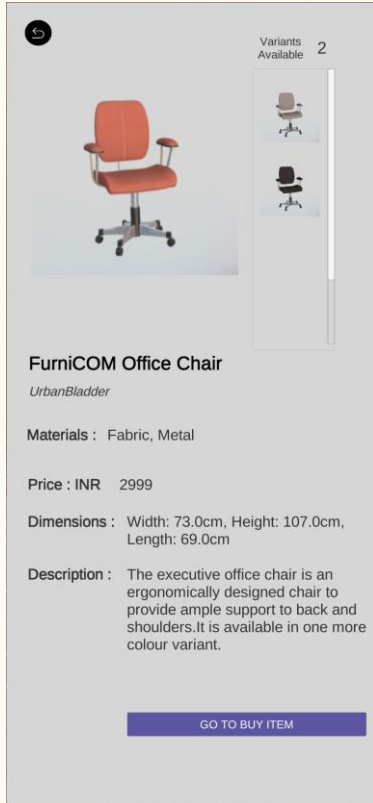 Variants
Available 2
FurniCOM Office Chair
UrbanBladder
Materials : Fabric, Metal
Price : INR 2999
Dimensions : Width: 73.0cm, Height: 107.0cm,
Length: 69.0cm
Description : The executive office chair is an
ergonomically designed chair to
provide ample support to back and
shoulders.It is available in one more
colour variant.
GO TO BUY ITEM